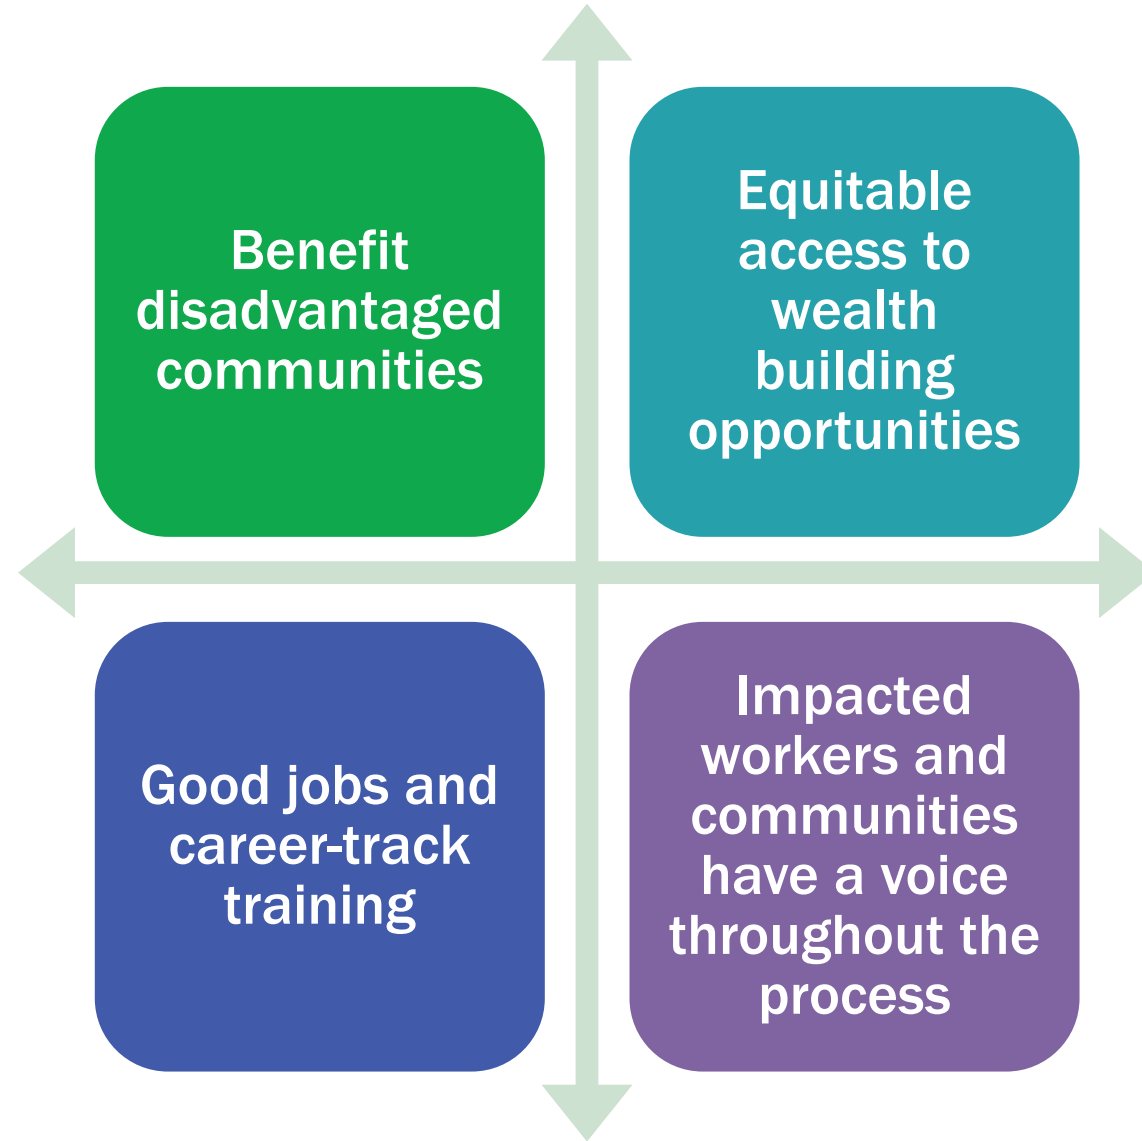 Benefit
disadvantaged
communities
Equitable
access to
wealth
building
opportunities
Good jobs and
career-track
training
Impacted
workers and
communities
have a voice
throughout the
process